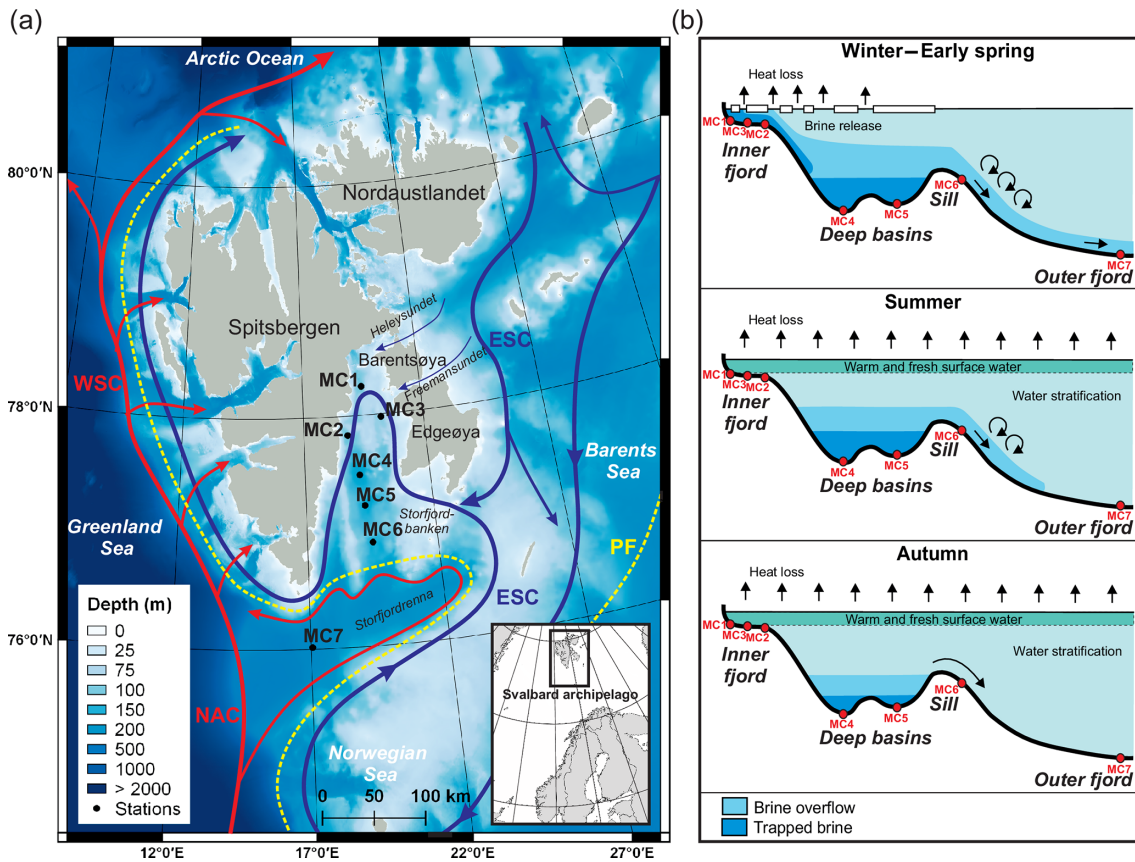 (a)
Arctic Ocean
80°0'N
78°0'N
76°0'N
Nordaustlandet
Spitsbergen
Heleysundet
Barentsøya
Freemansundet
ESC
WSC
MC1
MC3
MC2
Edgeøya
MC4
MC5
Storfjord-
banken
MC6
Barents
Sea
Greenland
Sea
PF
ESC
Storfjordrenna
MC7
NAC
Norwegian
Sea
0 50 100 km
Svalbard archipelago
Depth (m)
0
25
75
100
150
200
500
1000
> 2000
Stations
12°0'E 17°0'E 22°0'E 27°0'E
(b)
Winter–Early spring
Heat loss
Brine release
MC1
MC3
MC2
Inner
fjord
MC4
MC5
Deep basins
MC6
Sill
MC7
Outer fjord
Summer
Heat loss
Warm and fresh surface water
Water stratification
MC1
MC3
MC2
Inner
fjord
MC4
MC5
Deep basins
MC6
Sill
MC7
Outer fjord
Autumn
Heat loss
Warm and fresh surface water
Water stratification
MC1
MC3
MC2
Inner
fjord
MC4
MC5
Deep basins
MC6
Sill
MC7
Outer fjord
Brine overflow
Trapped brine